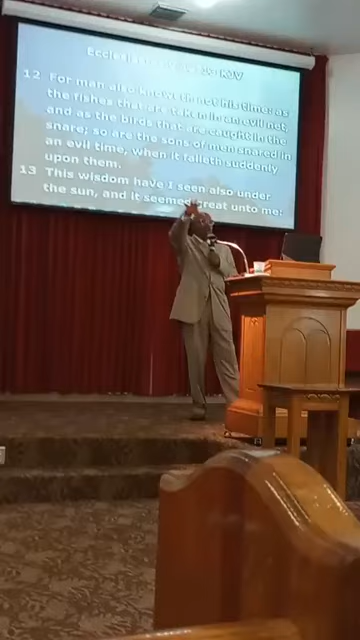 KJV
12 For man also knoweth not his time: as
the fishes that are taken in an evil net,
and as the birds that are caught in the
snare; so are the sons of men snared in
an evil time, when it falleth suddenly
upon them.
13 This wisdom have I seen also under
the sun, and it seemed great unto me: